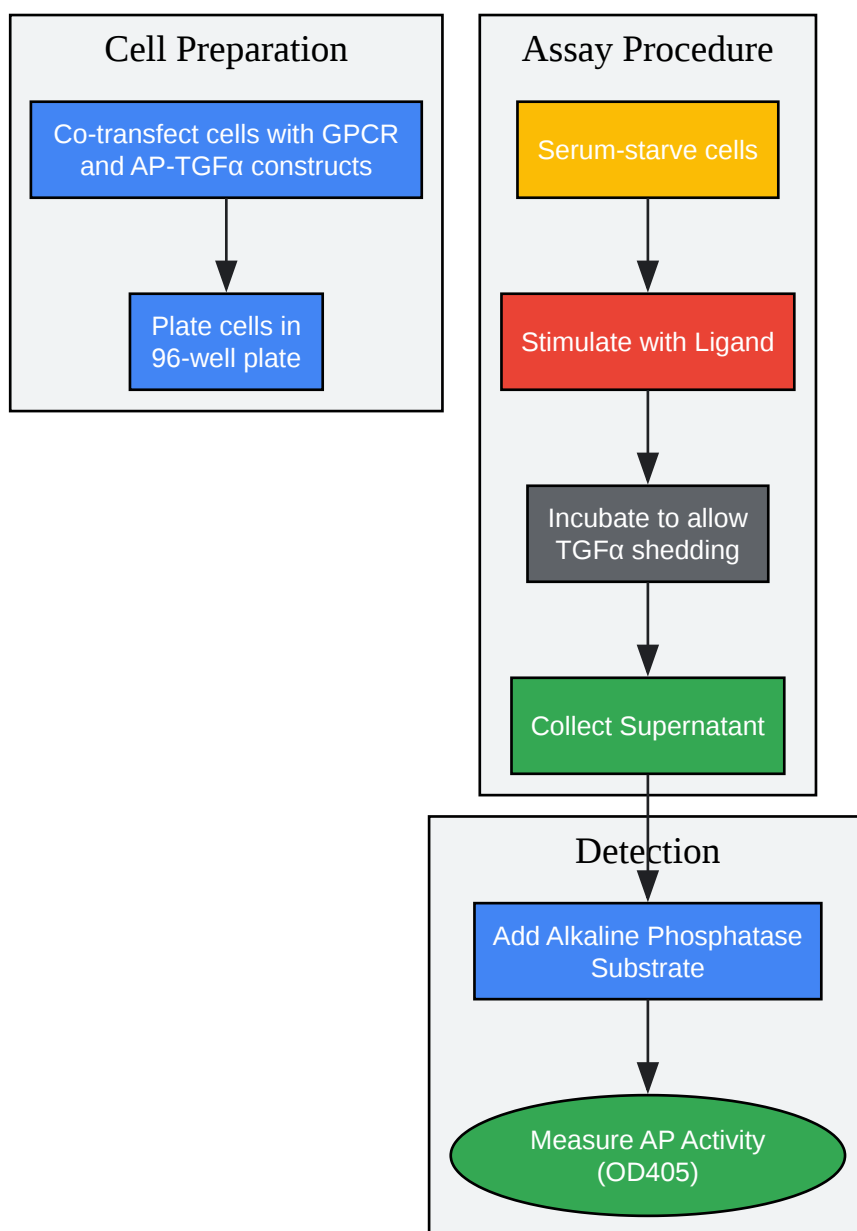 Cell Preparation
Co-transfect cells with GPCR
and AP-TGFα constructs
Plate cells in
96-well plate
Assay Procedure
Serum-starve cells
Stimulate with Ligand
Incubate to allow
TGFα shedding
Collect Supernatant
Detection
Add Alkaline Phosphatase
Substrate
Measure AP Activity
(OD405)